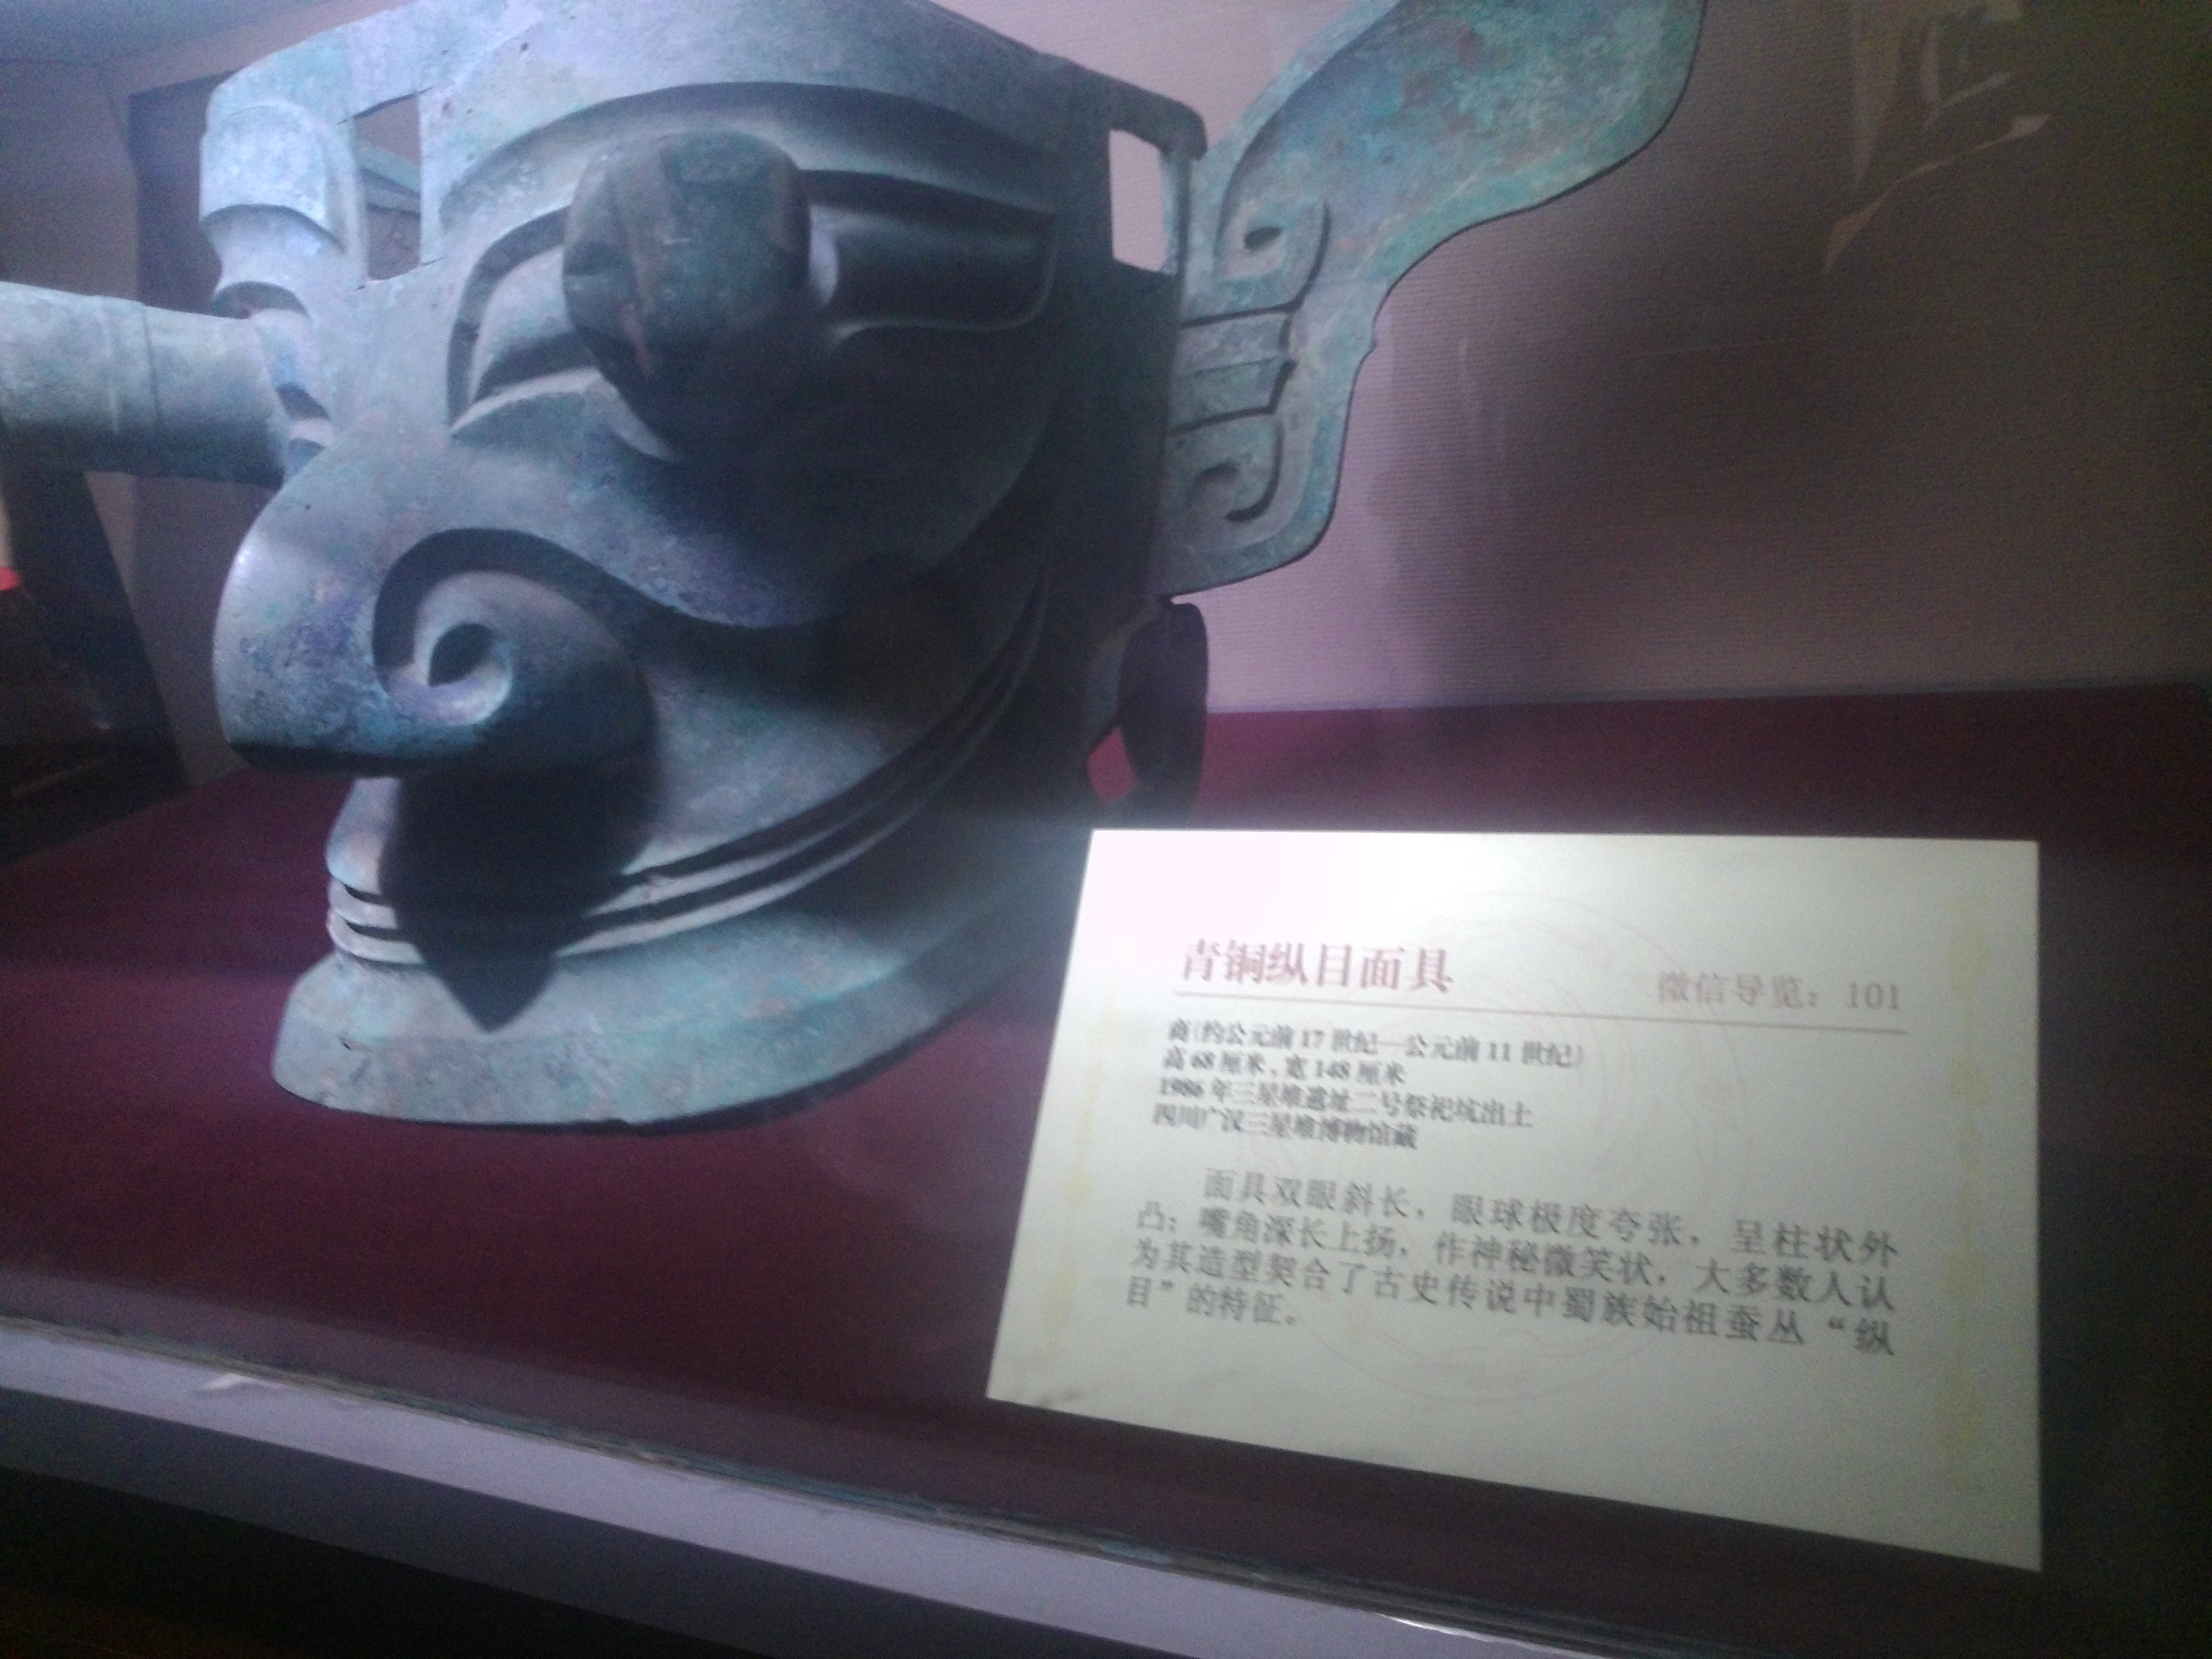 青铜纵目面具
微信导览：101
商(约公元前17世纪—公元前11世纪)
高68厘米，宽148厘米
1986年三星堆遗址二号祭祀坑出土
四川广汉三星堆博物馆藏
面具双眼斜长，眼球极度夸张，呈柱状外
凸；嘴角深长上扬，作神秘微笑状，大多数人认
为其造型契合了古史传说中蜀族始祖蚕丛“纵
目”的特征。